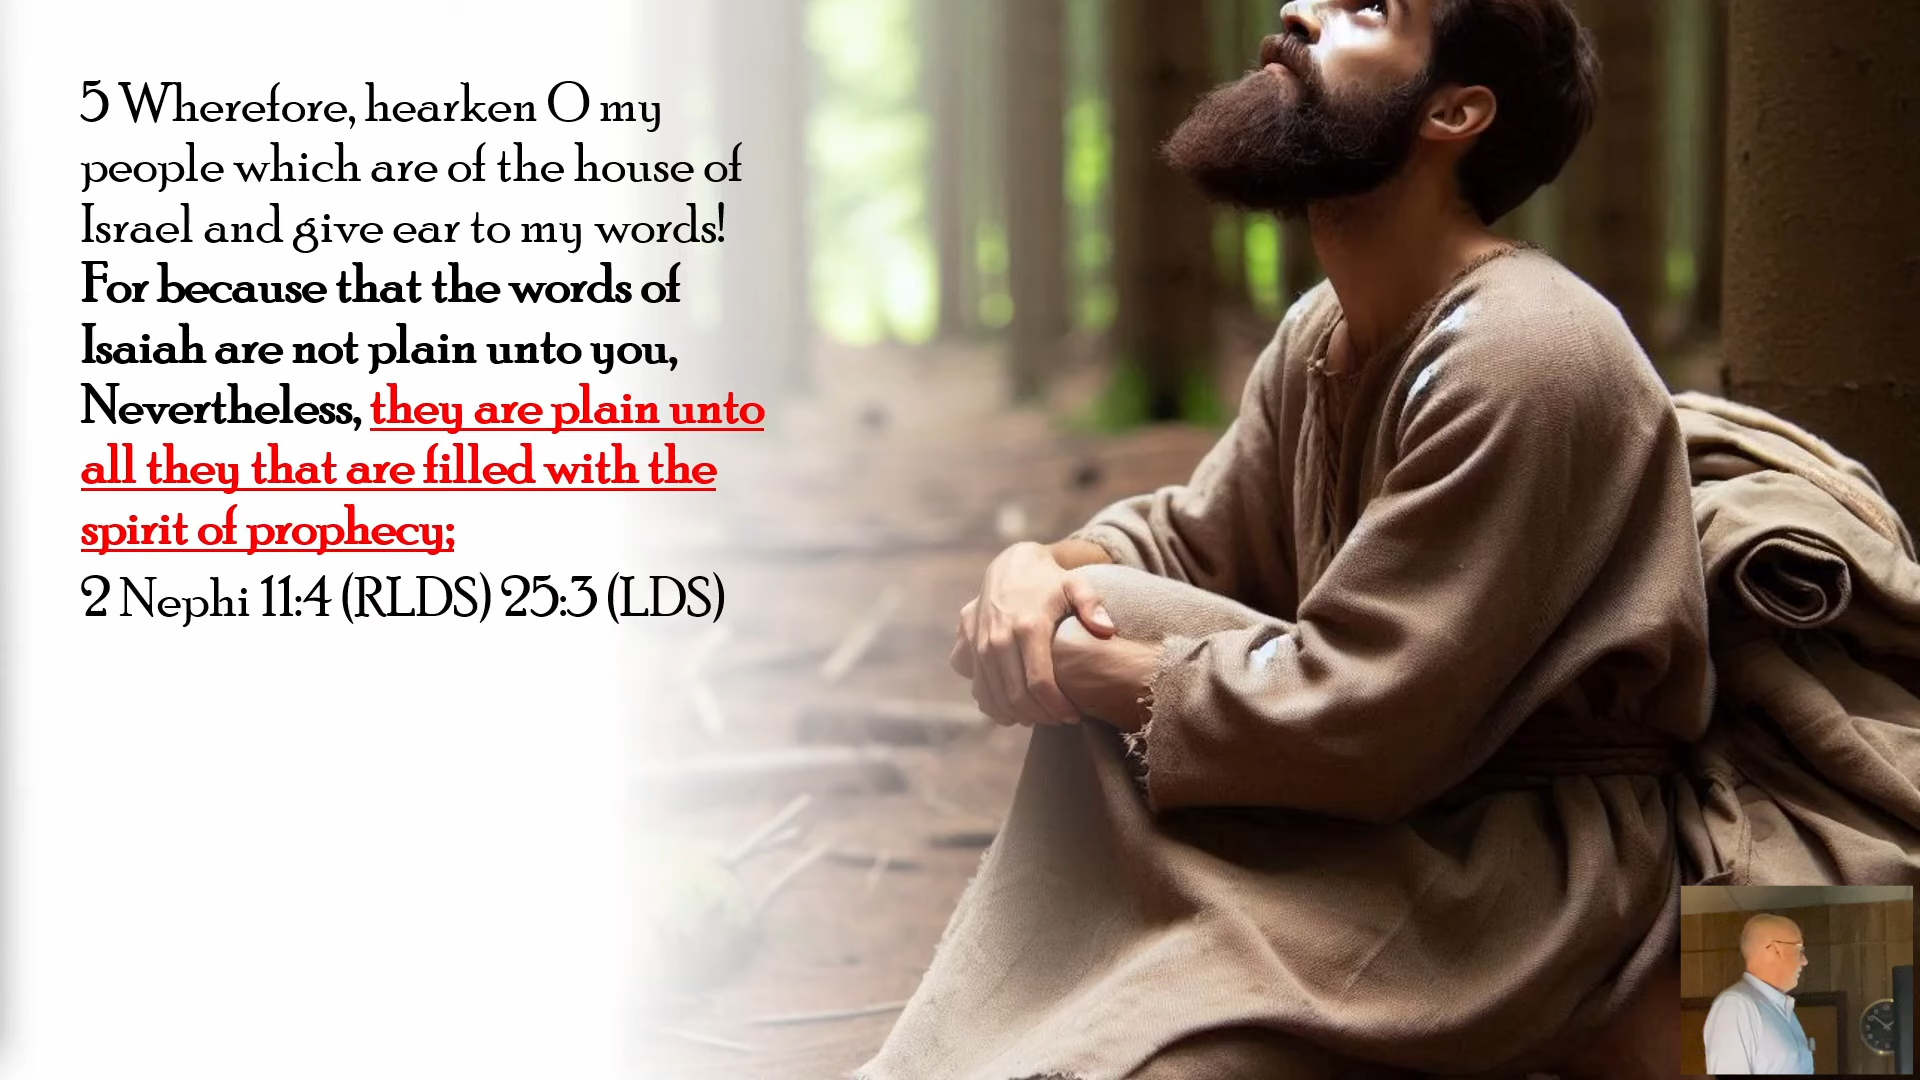 5 Wherefore, hearken O my
people which are of the house of
Israel and give ear to my words!
For because that the words of
Isaiah are not plain unto you,
Nevertheless, they are plain unto
all they that are filled with the
spirit of prophecy;
2 Nephi 11:4 (RLDS) 25:3 (LDS)